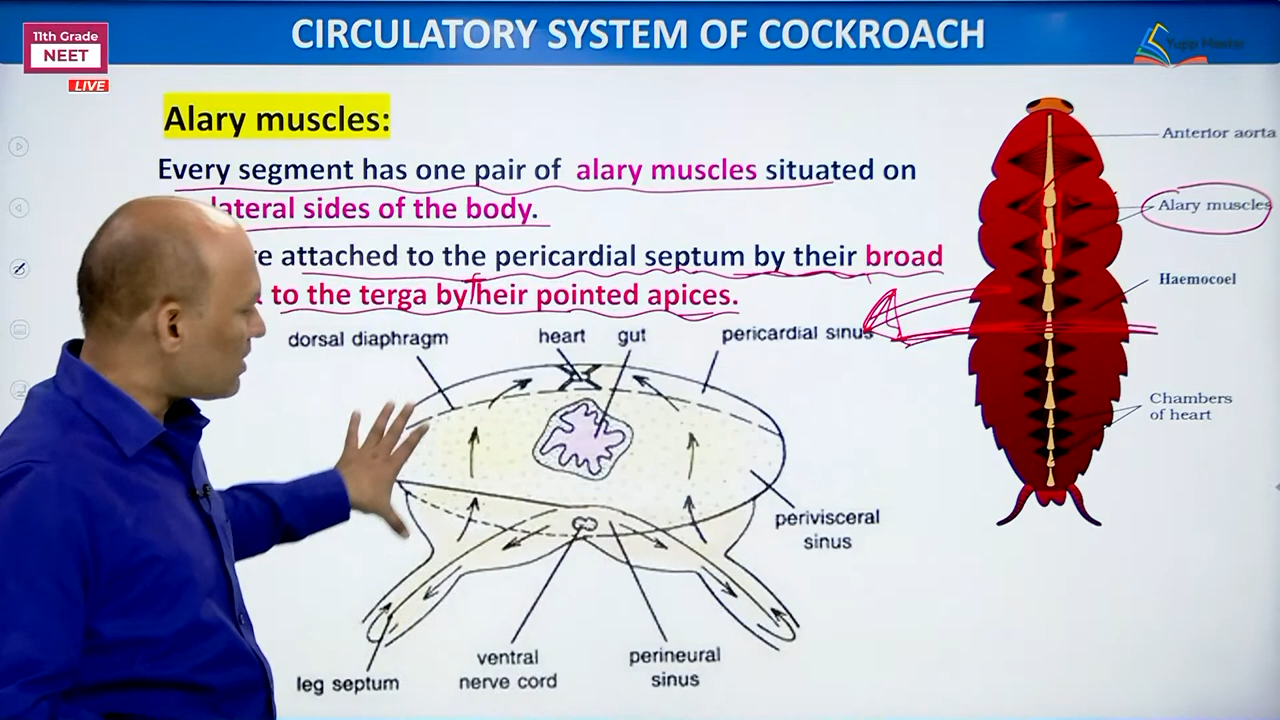 11th Grade
NEET
LIVE
CIRCULATORY SYSTEM OF COCKROACH
Yupp Master
Alary muscles:
Every segment has one pair of alary muscles situated on
lateral sides of the body.
re attached to the pericardial septum by their broad
to the terga by their pointed apices.
dorsal diaphragm
heart
gut
pericardial sinus
perivisceral
sinus
ventral
nerve cord
perineural
sinus
leg septum
Anterior aorta
Alary muscles
Haemocoel
Chambers
of heart